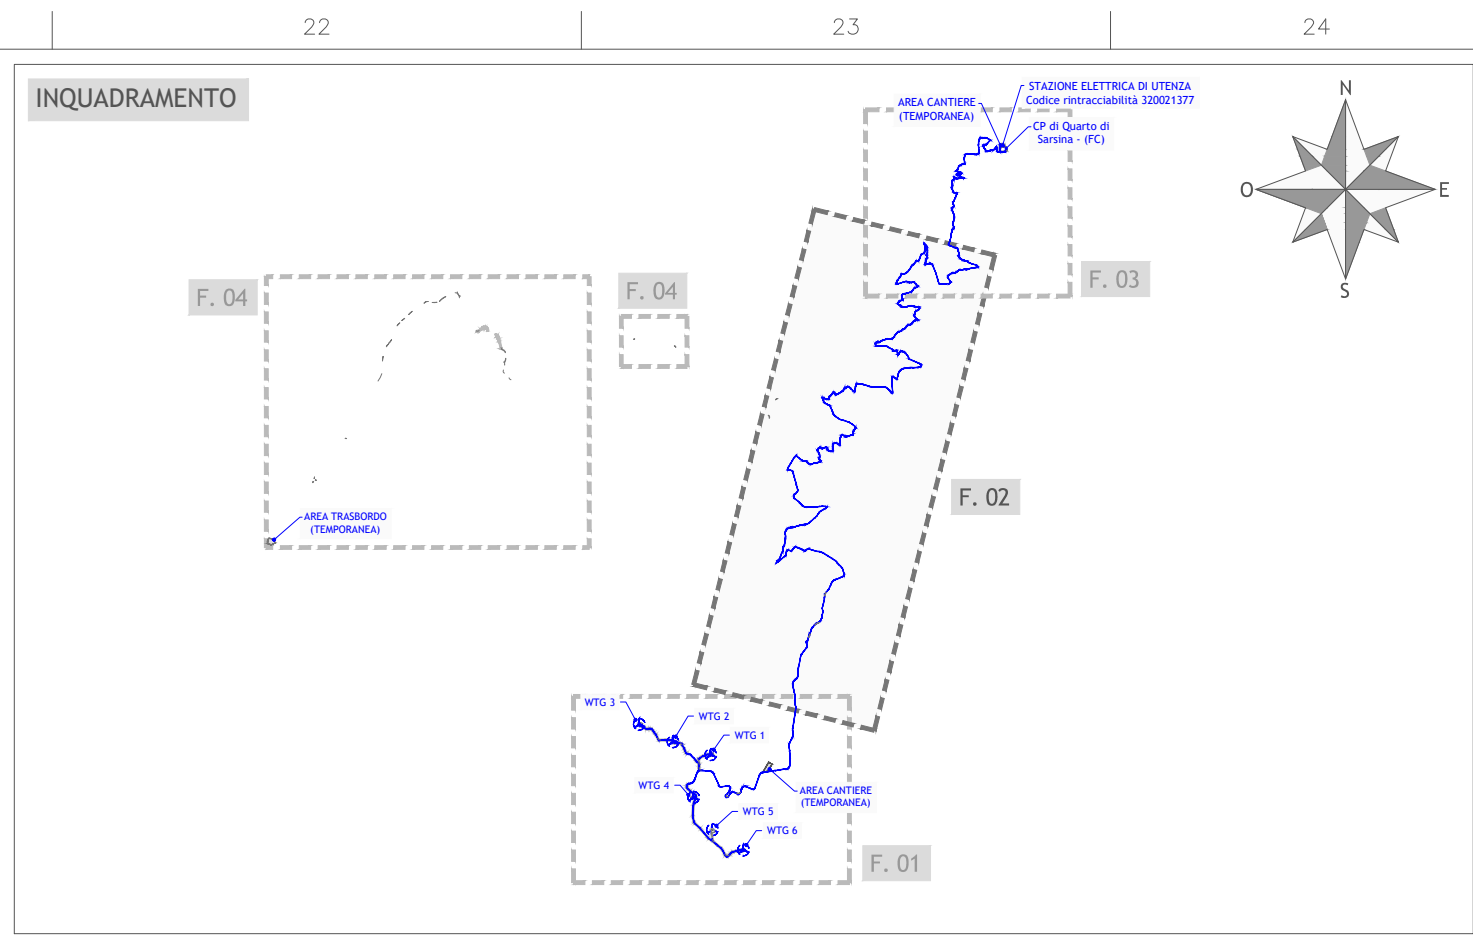 22
23
24
INQUADRAMENTO
STAZIONE ELETTRICA DI UTENZA
Codice rintracciabilità 320021377
AREA CANTIERE
(TEMPORANEA)
CP di Quarto di
Sarsina - (FC)
N
O
E
S
F. 03
F. 04
F. 04
F. 02
AREA TRASBORDO
(TEMPORANEA)
WTG 3
WTG 2
WTG 1
WTG 4
AREA CANTIERE
(TEMPORANEA)
WTG 5
WTG 6
F. 01